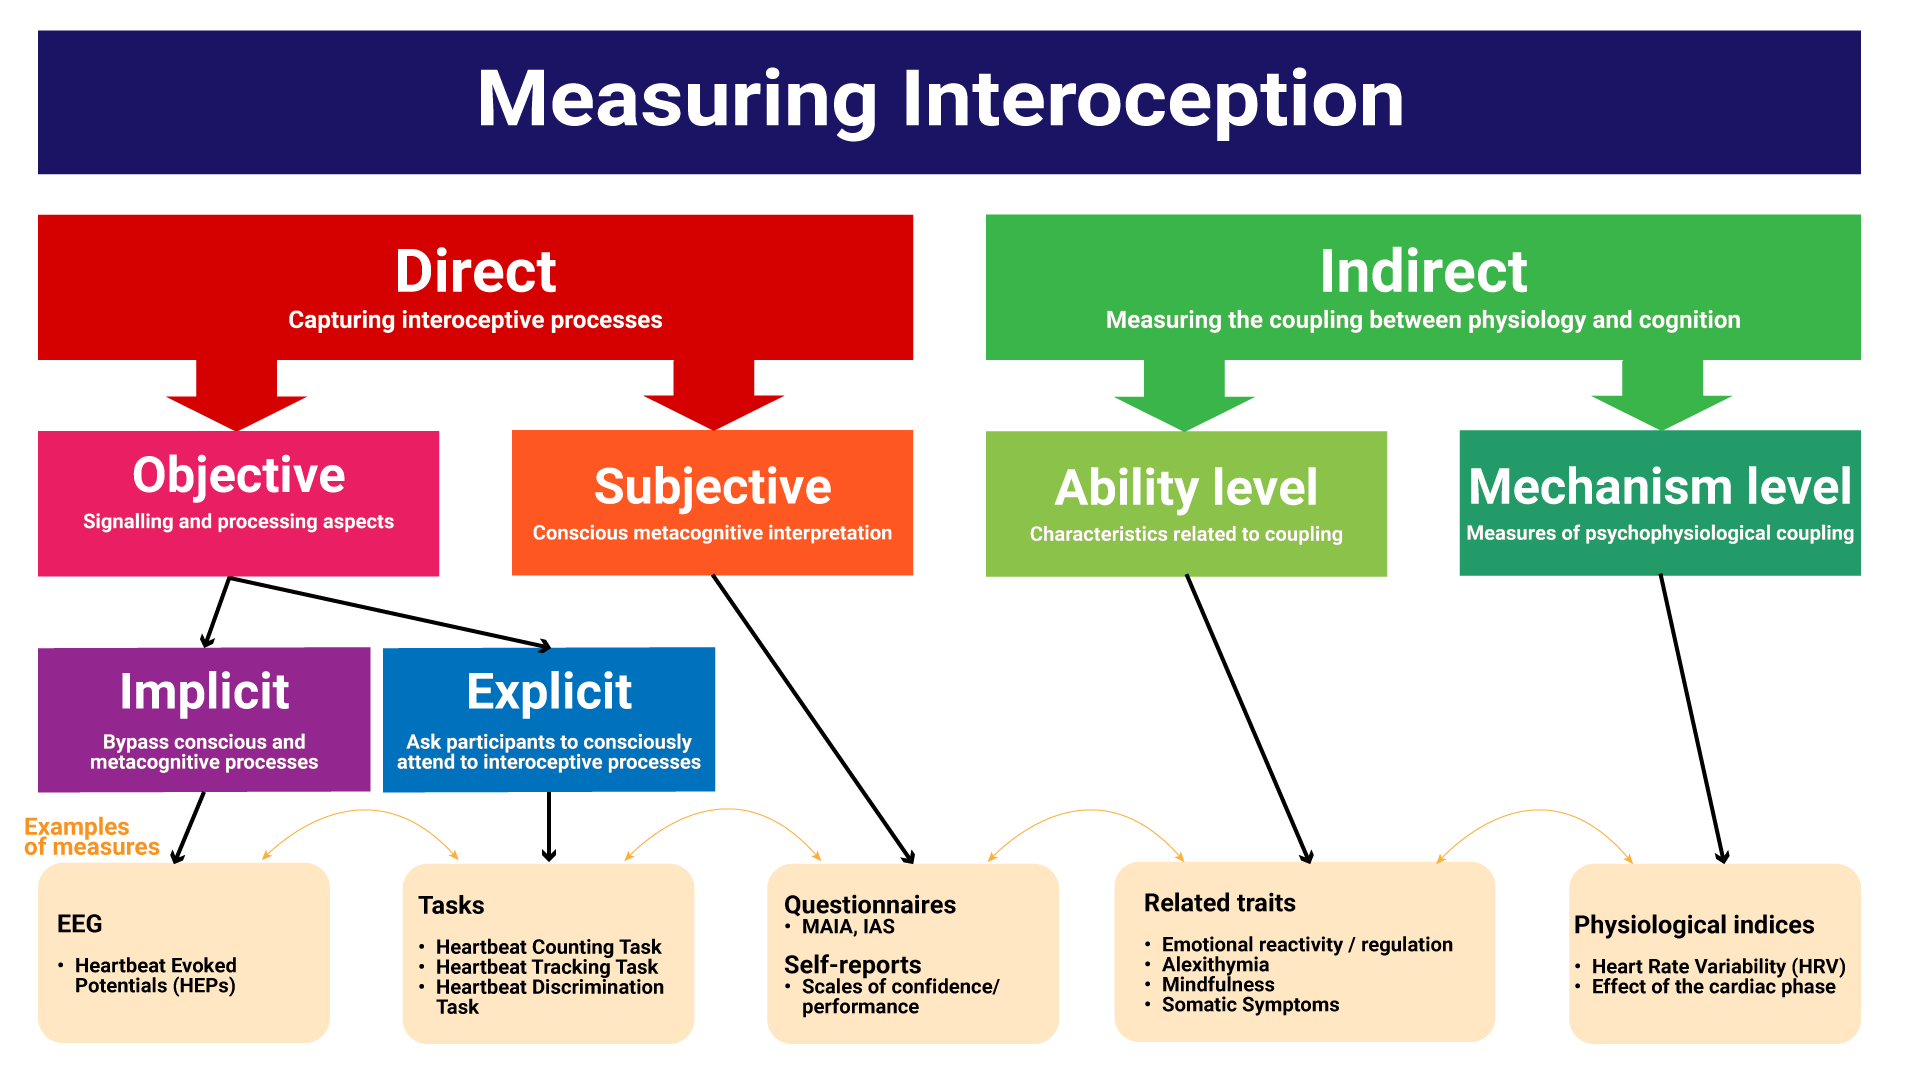 Measuring Interoception
Direct
Capturing interoceptive processes
Indirect
Measuring the coupling between physiology and cognition
Objective
Signalling and processing aspects
Subjective
Conscious metacognitive interpretation
Ability level
Characteristics related to coupling
Mechanism level
Measures of psychophysiological coupling
Implicit
Bypass conscious and
metacognitive processes
Explicit
Ask participants to consciously
attend to interoceptive processes
Examples
of measures
EEG
• Heartbeat Evoked
Potentials (HEPs)
Tasks
• Heartbeat Counting Task
• Heartbeat Tracking Task
• Heartbeat Discrimination
Task
Questionnaires
• MAIA, IAS
Self-reports
• Scales of confidence/
performance
Related traits
• Emotional reactivity / regulation
• Alexithymia
• Mindfulness
• Somatic Symptoms
Physiological indices
• Heart Rate Variability (HRV)
• Effect of the cardiac phase